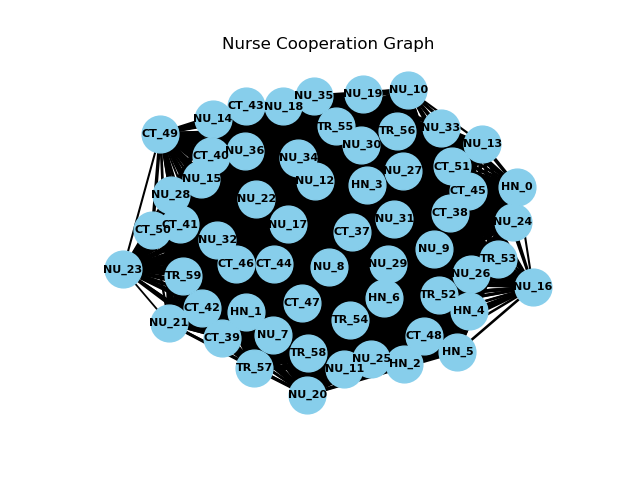 Nurse Cooperation Graph
NU_10
NU_19
NU_35
CT_43
NU_18
NU_14
TR_55
NU_33
TR_56
CT_49
NU_13
NU_30
NU_36
CT_40
NU_34
CT_51
NU_27
NU_15
NU_12
HN_3
HN_0
CT_45
NU_28
NU_22
CT_38
NU_31
NU_24
CT_41
NU_17
CT_50
CT_37
NU_32
NU_9
TR_53
CT_46
CT_44
NU_29
NU_8
NU_23
NU_26
TR_59
NU_16
TR_52
HN_6
CT_47
CT_42
HN_4
HN_1
TR_54
NU_21
NU_7
CT_48
CT_39
HN_5
TR_58
NU_25
HN_2
TR_57
NU_11
NU_20